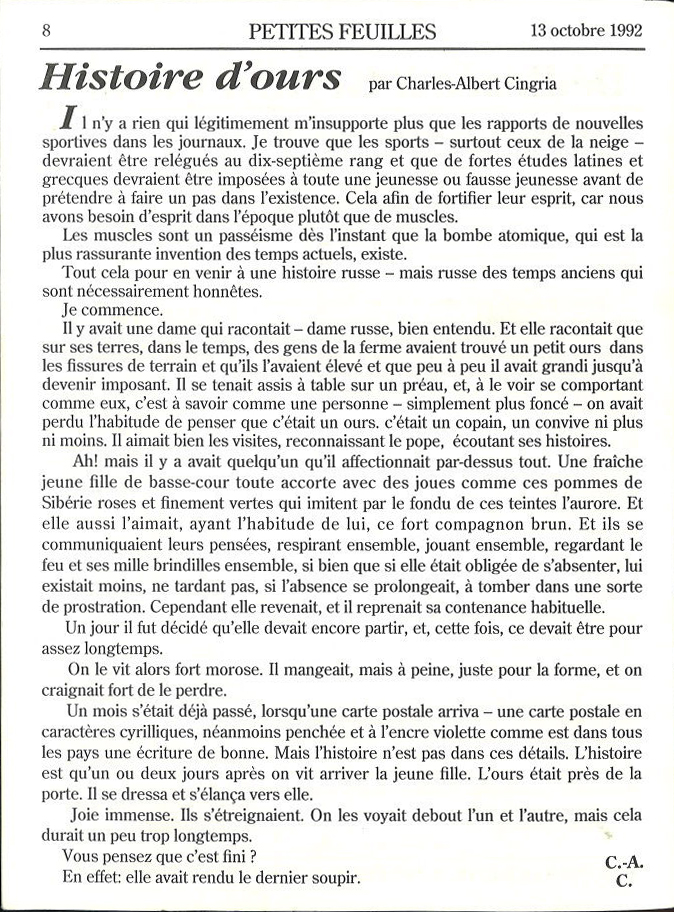 8 PETITES FEUILLES 13 octobre 1992
Histoire d'ours par Charles-Albert Cingria
Il n'y a rien qui légitimement m'insupporte plus que les rapports de nouvelles
sportives dans les journaux. Je trouve que les sports – surtout ceux de la neige –
devraient être relégués au dix-septième rang et que de fortes études latines et
grecques devraient être imposées à toute une jeunesse ou fausse jeunesse avant de
prétendre à faire un pas dans l'existence. Cela afin de fortifier leur esprit, car nous
avons besoin d'esprit dans l'époque plutôt que de muscles.
Les muscles sont un passéisme dès l'instant que la bombe atomique, qui est la
plus rassurante invention des temps actuels, existe.
Tout cela pour en venir à une histoire russe – mais russe des temps anciens qui
sont nécessairement honnêtes.
Je commence.
Il y avait une dame qui racontait – dame russe, bien entendu. Et elle racontait que
sur ses terres, dans le temps, des gens de la ferme avaient trouvé un petit ours dans
les fissures de terrain et qu'ils l'avaient élevé et que peu à peu il avait grandi jusqu'à
devenir imposant. Il se tenait assis à table sur un préau, et, à le voir se comportant
comme eux, c'est à savoir comme une personne – simplement plus foncé – on avait
perdu l'habitude de penser que c'était un ours. c'était un copain, un convive ni plus
ni moins. Il aimait bien les visites, reconnaissant le pope, écoutant ses histoires.
Ah! mais il y a avait quelqu'un qu'il affectionnait par-dessus tout. Une fraîche
jeune fille de basse-cour toute accorte avec des joues comme ces pommes de
Sibérie roses et finement vertes qui imitent par le fondu de ces teintes l'aurore. Et
elle aussi l'aimait, ayant l'habitude de lui, ce fort compagnon brun. Et ils se
communiquaient leurs pensées, respirant ensemble, jouant ensemble, regardant le
feu et ses mille brindilles ensemble, si bien que si elle était obligée de s'absenter, lui
existait moins, ne tardant pas, si l'absence se prolongeait, à tomber dans une sorte
de prostration. Cependant elle revenait, et il reprenait sa contenance habituelle.
Un jour il fut décidé qu'elle devait encore partir, et, cette fois, ce devait être pour
assez longtemps.
On le vit alors fort morose. Il mangeait, mais à peine, juste pour la forme, et on
craignait fort de le perdre.
Un mois s'était déjà passé, lorsqu'une carte postale arriva – une carte postale en
caractères cyrilliques, néanmoins penchée et à l'encre violette comme est dans tous
les pays une écriture de bonne. Mais l'histoire n'est pas dans ces détails. L'histoire
est qu'un ou deux jours après on vit arriver la jeune fille. L'ours était près de la
porte. Il se dressa et s'élança vers elle.
Joie immense. Ils s'étreignaient. On les voyait debout l'un et l'autre, mais cela
durait un peu trop longtemps.
Vous pensez que c'est fini ?
En effet: elle avait rendu le dernier soupir.
C.-A.
C.